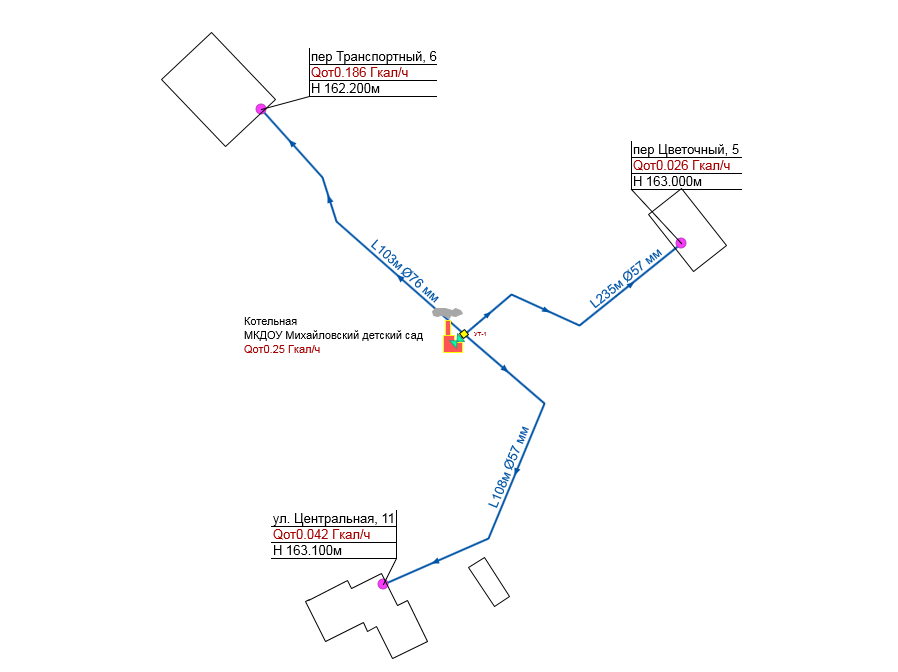 пер Транспортный, 6
Qот0.186 Гкал/ч
H 162.200м
пер Цветочный, 5
Qот0.026 Гкал/ч
H 163.000м
L103м Ø76 мм
L235м Ø57 мм
Котельная
МКДОУ Михайловский детский сад
Qот0.25 Гкал/ч
УТ-1
L108м Ø57 мм
ул. Центральная, 11
Qот0.042 Гкал/ч
H 163.100м